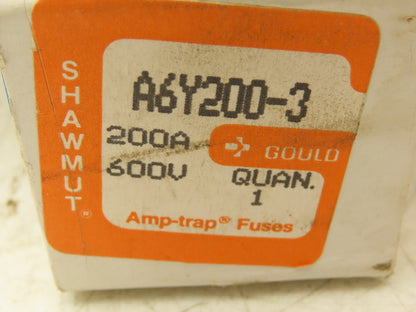 SHAWMUT®
A6Y200-3
200A
GOULD
600V
QUAN.
1
Amp-trap® Fuses